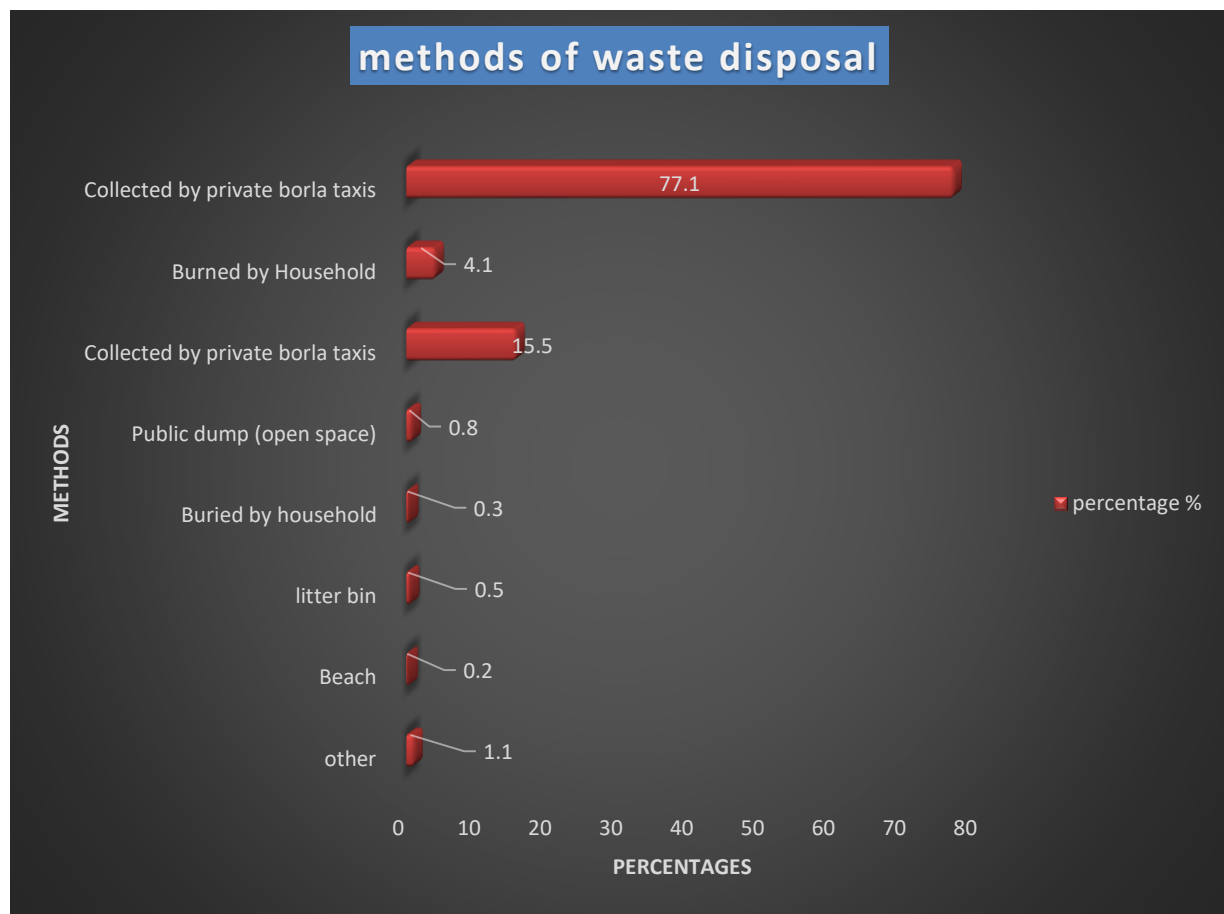 methods of waste disposal
Collected by private borla taxis
77.1
Burned by Household
4.1
Collected by private borla taxis
15.5
Public dump (open space)
0.8
Buried by household
0.3
litter bin
0.5
Beach
0.2
other
1.1
METHODS
0 10 20 30 40 50 60 70 80
PERCENTAGES
percentage %